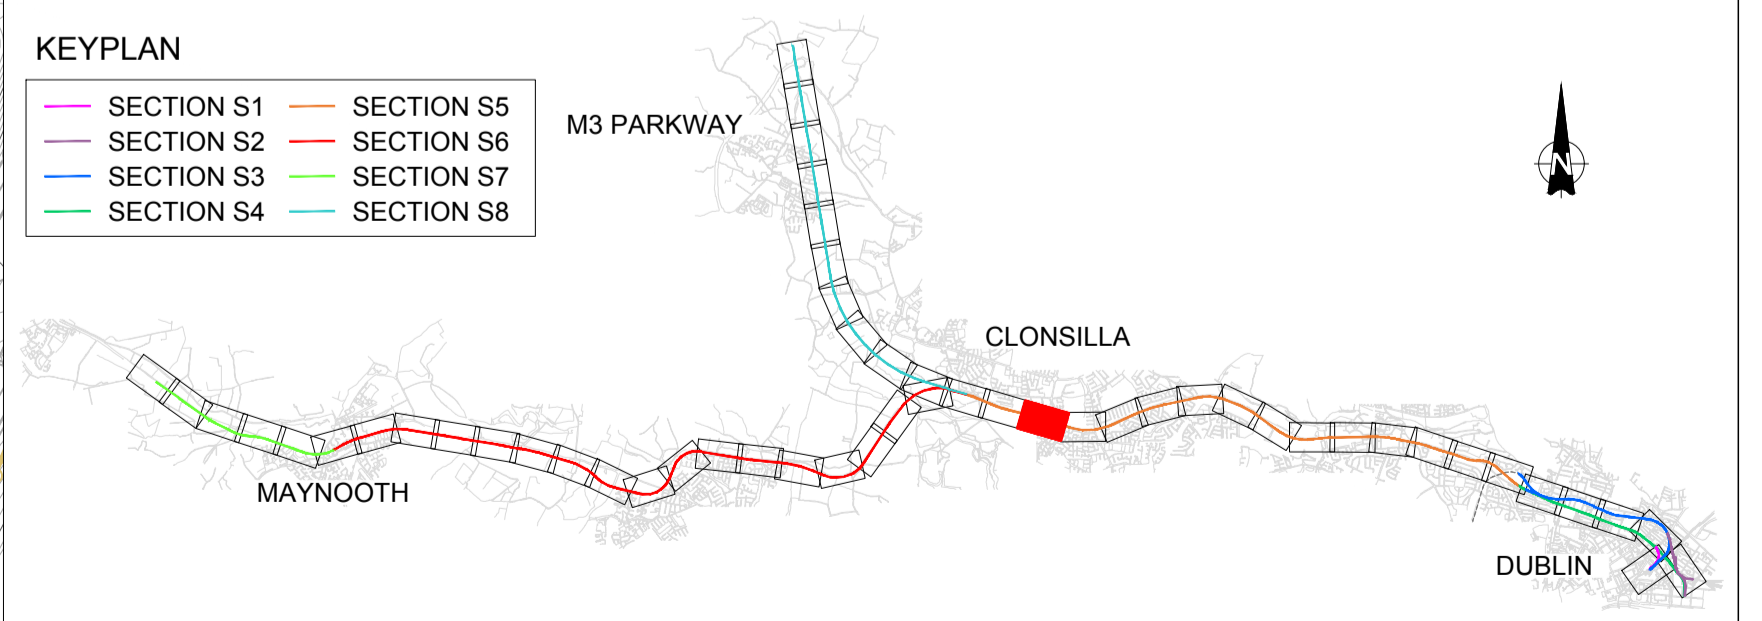 KEYPLAN
SECTION S1 SECTION S5
SECTION S2 SECTION S6
SECTION S3 SECTION S7
SECTION S4 SECTION S8
M3 PARKWAY
N
CLONSILLA
MAYNOOTH
DUBLIN